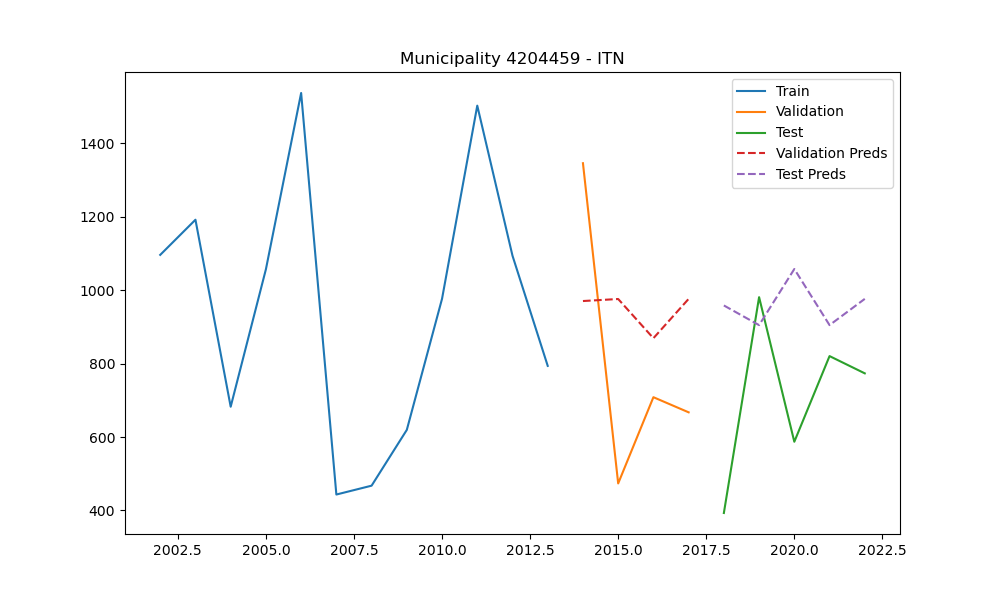 Municipality 4204459 - ITN
Train
Validation
Test
Validation Preds
Test Preds
1400
1200
1000
800
600
400
2002.5 2005.0 2007.5 2010.0 2012.5 2015.0 2017.5 2020.0 2022.5